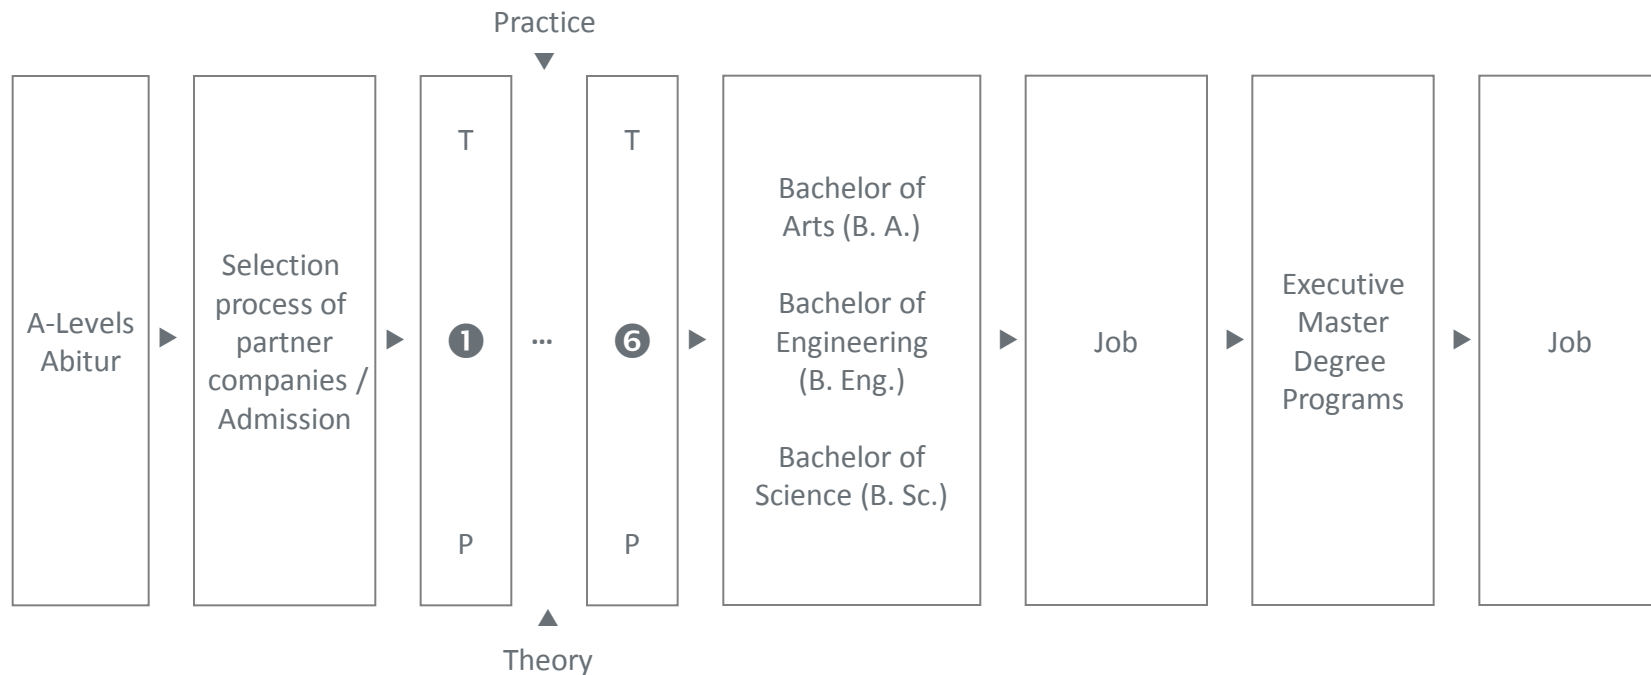 Practice
A-Levels
Abitur
Selection
process of
partner
companies /
Admission
T
❶
P
...
T
❻
P
Bachelor of
Arts (B. A.)
Bachelor of
Engineering
(B. Eng.)
Bachelor of
Science (B. Sc.)
Job
Executive
Master
Degree
Programs
Job
Theory